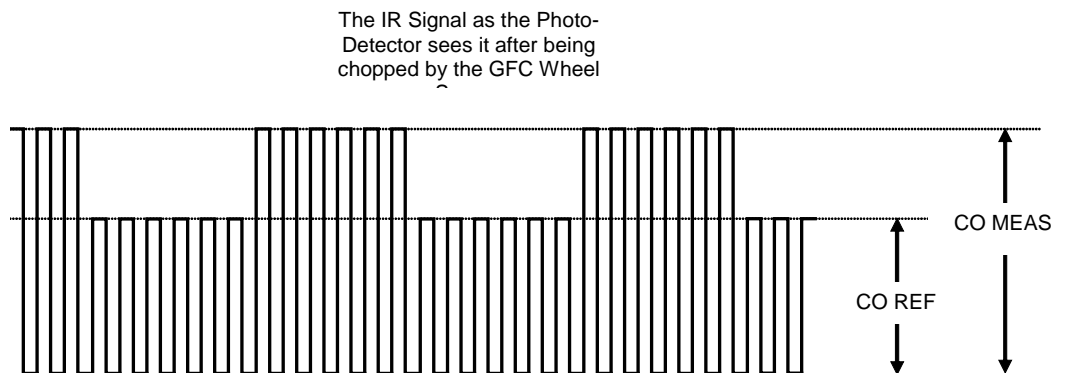 The IR Signal as the Photo-
Detector sees it after being
chopped by the GFC Wheel
CO MEAS
CO REF